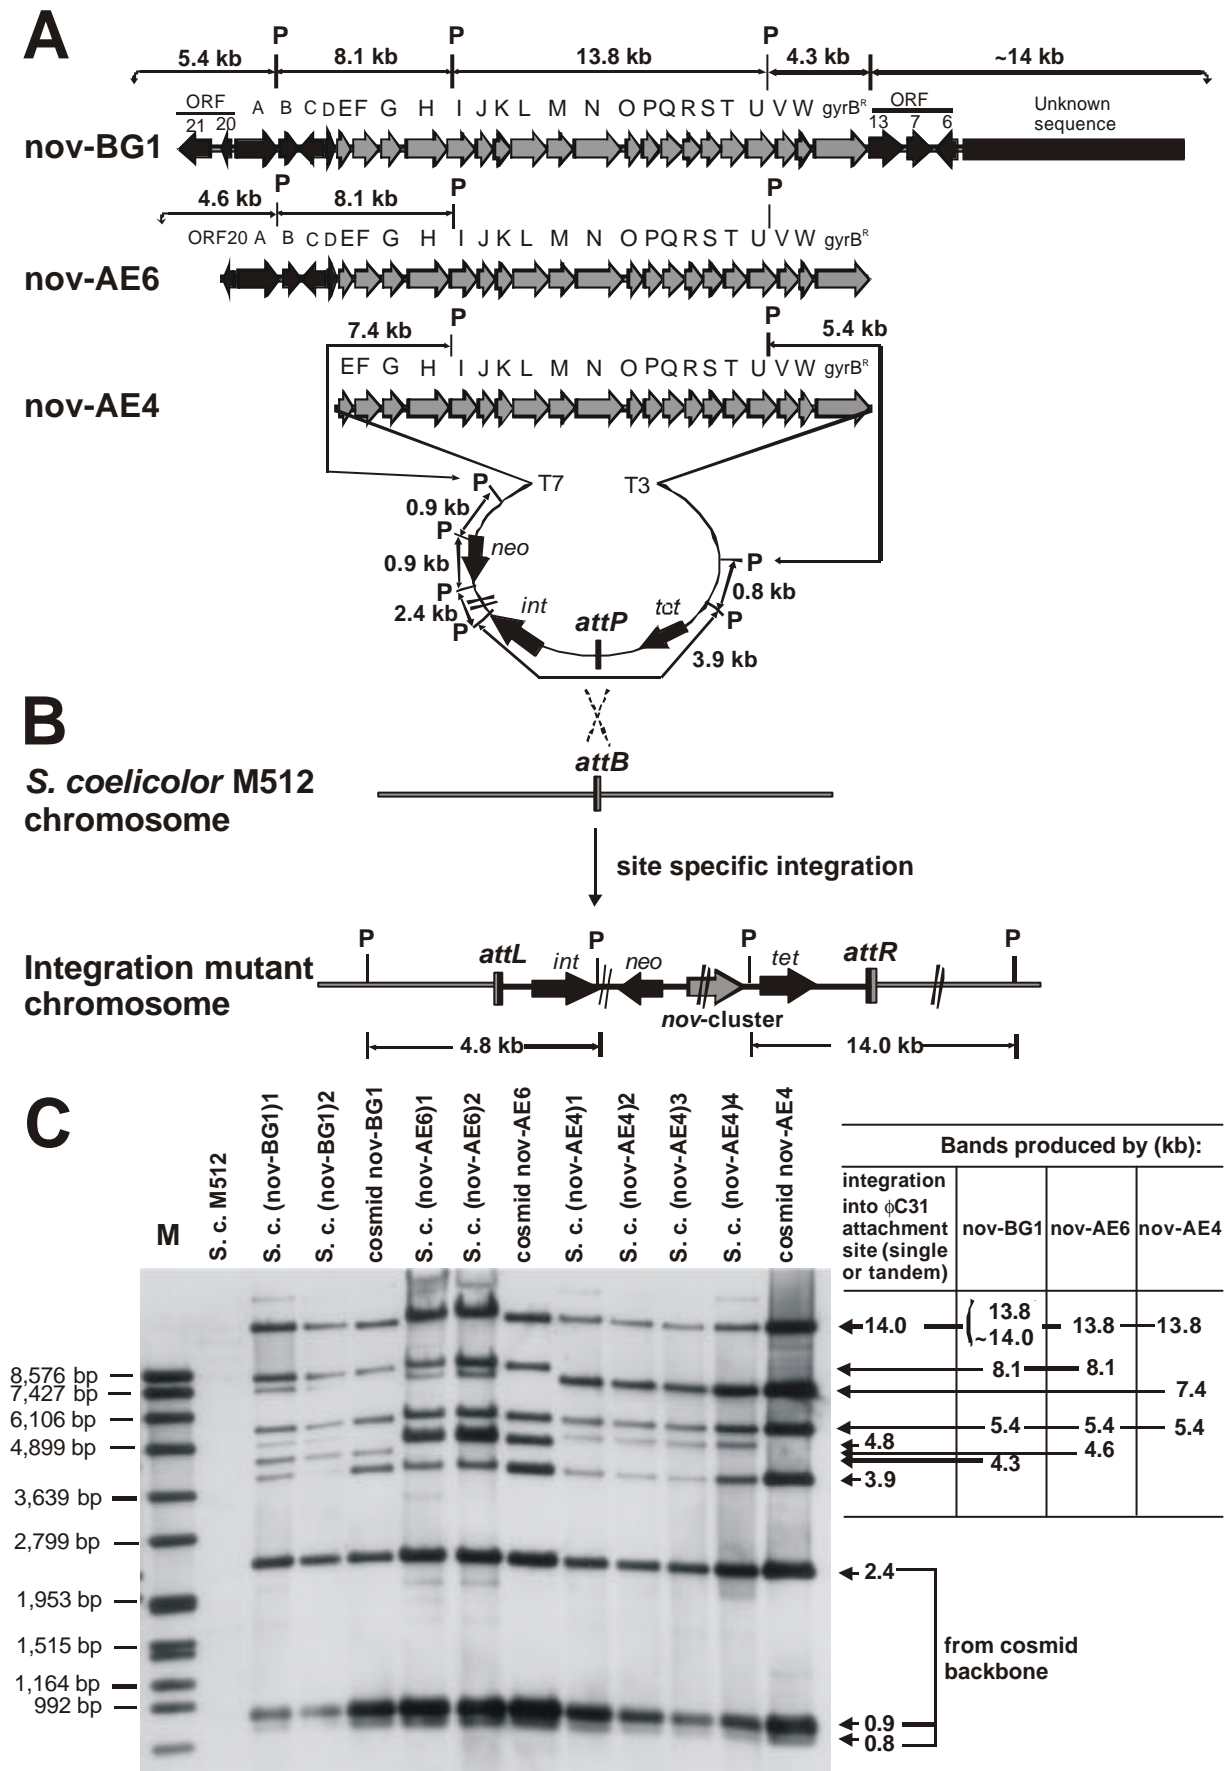 A
P P P
5.4 kb 8.1 kb 13.8 kb 4.3 kb ~14 kb
ORF A B C D E F G H I J K L M N O P Q R S T U V W gyrBᴿ ORF Unknown
21 20 13 7 6 sequence
nov-BG1
P P P
4.6 kb 8.1 kb
ORF20 A B C D E F G H I J K L M N O P Q R S T U V W gyrBᴿ
nov-AE6
P P
7.4 kb 5.4 kb
E F G H I J K L M N O P Q R S T U V W gyrBᴿ
nov-AE4
P T7 T3
0.9 kb
P neo P
0.9 kb 0.8 kb
P int attP tct P
2.4 kb
P 3.9 kb
B
attB
S. coelicolor M512
chromosome
site specific integration
P attL int P neo P tet attR P
Integration mutant
chromosome
nov-cluster
4.8 kb 14.0 kb
C
M
S. c. M512
S. c. (nov-BG1)1
S. c. (nov-BG1)2
cosmid nov-BG1
S. c. (nov-AE6)1
S. c. (nov-AE6)2
cosmid nov-AE6
S. c. (nov-AE4)1
S. c. (nov-AE4)2
S. c. (nov-AE4)3
S. c. (nov-AE4)4
cosmid nov-AE4
Bands produced by (kb):
integration
into ϕC31
attachment
site (single
or tandem)
nov-BG1 nov-AE6 nov-AE4
14.0 13.8 13.8 13.8
~14.0
8.1 8.1
7.4
5.4 5.4 5.4
4.8
4.6
4.3
3.9
2.4
from cosmid
backbone
0.9
0.8
8,576 bp
7,427 bp
6,106 bp
4,899 bp
3,639 bp
2,799 bp
1,953 bp
1,515 bp
1,164 bp
992 bp